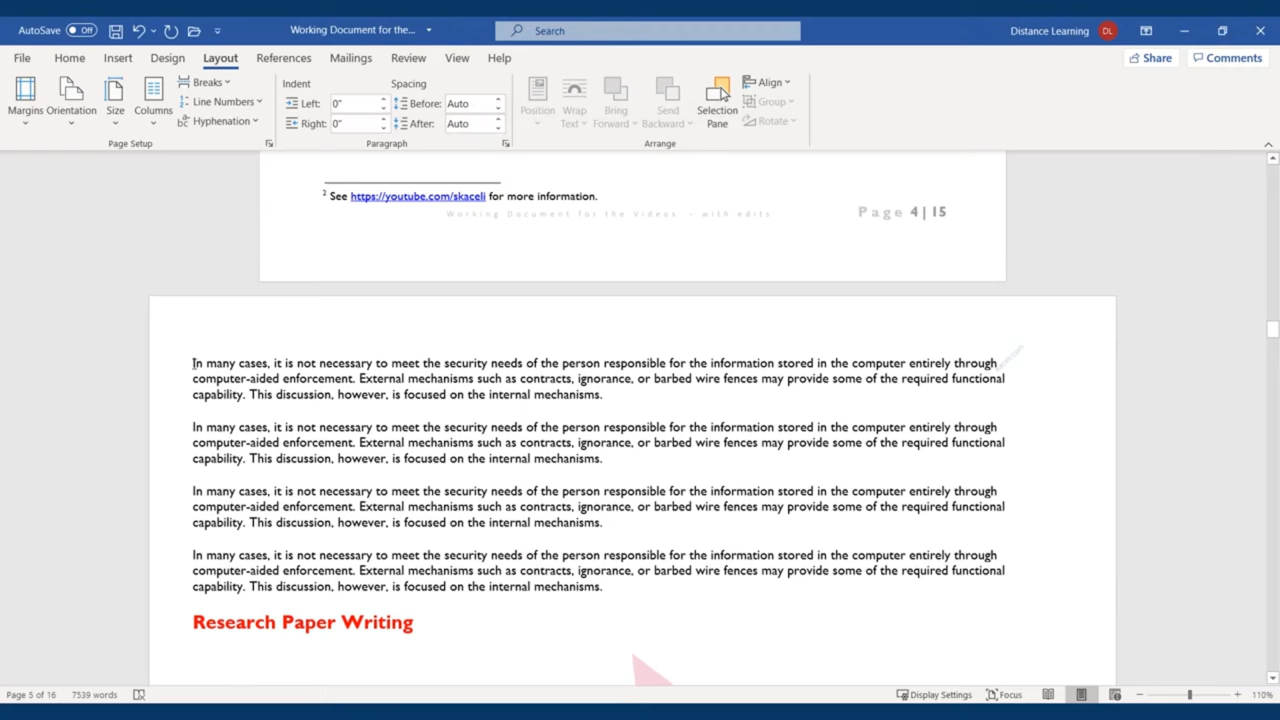 AutoSave Off Working Document for the... Search Distance Learning DL
File Home Insert Draw Design Layout References Mailings Review View Help Share Comments
Margins Orientation Size Columns
Breaks
Line Numbers
Hyphenation
Page Setup
Indent
Left: 0"
Right: 0"
Spacing
Before: Auto
After: Auto
Paragraph
Position
Wrap Text
Bring Forward
Send Backward
Selection Pane
Align
Group
Rotate
Arrange
2 See https://youtube.com/skaceli for more information.
Working Document for the Videos - with edits
Page 4 | 15
In many cases, it is not necessary to meet the security needs of the person responsible for the information stored in the computer entirely through
computer-aided enforcement. External mechanisms such as contracts, ignorance, or barbed wire fences may provide some of the required functional
capability. This discussion, however, is focused on the internal mechanisms.
In many cases, it is not necessary to meet the security needs of the person responsible for the information stored in the computer entirely through
computer-aided enforcement. External mechanisms such as contracts, ignorance, or barbed wire fences may provide some of the required functional
capability. This discussion, however, is focused on the internal mechanisms.
In many cases, it is not necessary to meet the security needs of the person responsible for the information stored in the computer entirely through
computer-aided enforcement. External mechanisms such as contracts, ignorance, or barbed wire fences may provide some of the required functional
capability. This discussion, however, is focused on the internal mechanisms.
In many cases, it is not necessary to meet the security needs of the person responsible for the information stored in the computer entirely through
computer-aided enforcement. External mechanisms such as contracts, ignorance, or barbed wire fences may provide some of the required functional
capability. This discussion, however, is focused on the internal mechanisms.
Research Paper Writing
Page 5 of 16 7539 words Display Settings Focus 110%